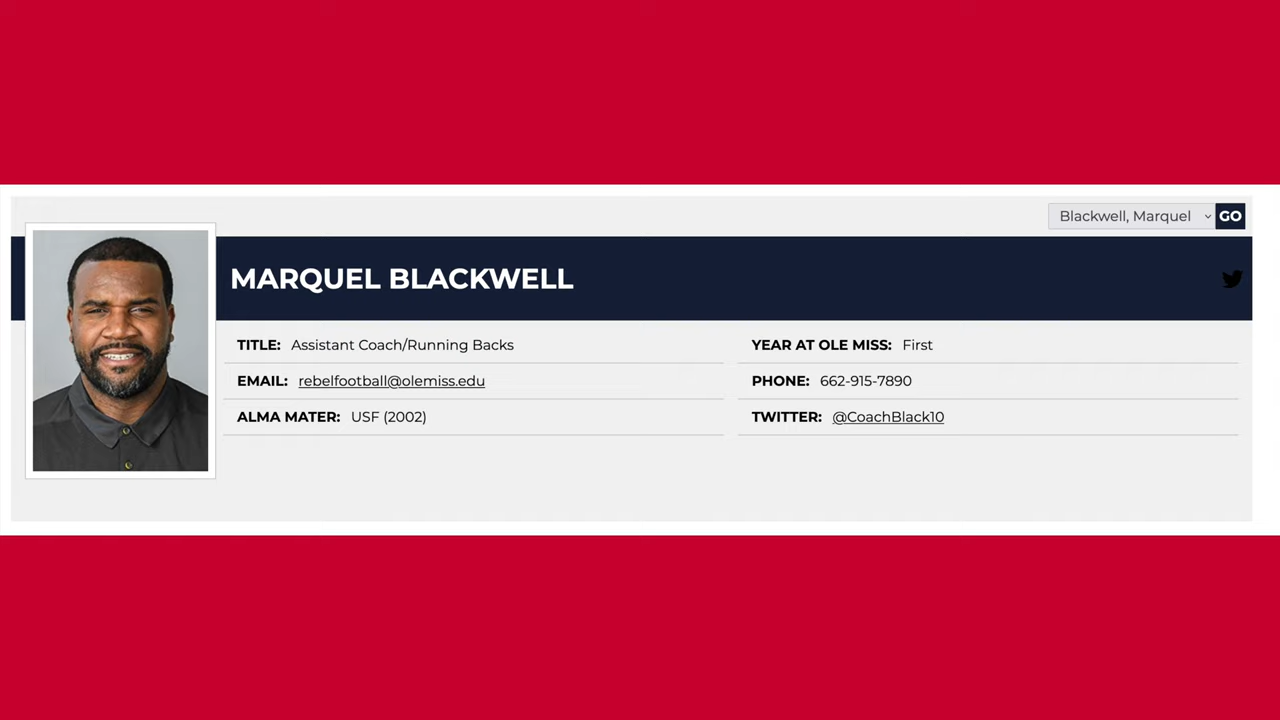 Blackwell, Marquel GO
MARQUEL BLACKWELL
TITLE: Assistant Coach/Running Backs
YEAR AT OLE MISS: First
EMAIL: rebelfootball@olemiss.edu
PHONE: 662-915-7890
ALMA MATER: USF (2002)
TWITTER: @CoachBlack10